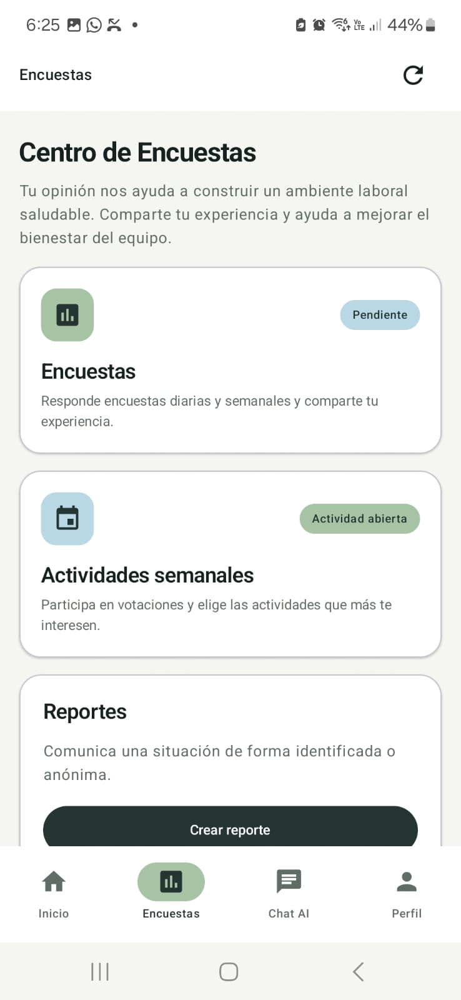 6:25
Vo LTE
44%
Encuestas
Centro de Encuestas
Tu opinión nos ayuda a construir un ambiente laboral
saludable. Comparte tu experiencia y ayuda a mejorar el
bienestar del equipo.
Pendiente
Encuestas
Responde encuestas diarias y semanales y comparte tu
experiencia.
Actividad abierta
Actividades semanales
Participa en votaciones y elige las actividades que más te
interesen.
Reportes
Comunica una situación de forma identificada o
anónima.
Crear reporte
Inicio
Encuestas
Chat AI
Perfil